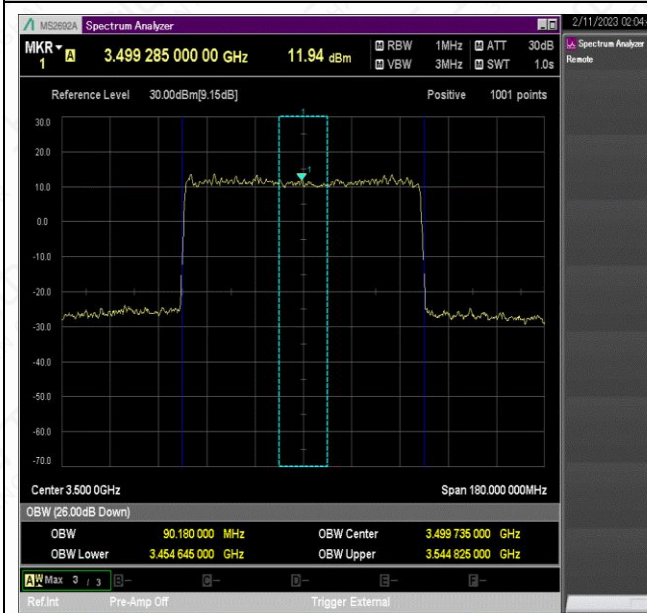 MS2692A Spectrum Analyzer
2/11/2023 02:04
MKR 1 A 3.499 285 000 00 GHz 11.94 dBm
M RBW 1MHz M ATT 30dB
M VBW 3MHz M SWT 1.0s
Spectrum Analyzer
Remote
Reference Level 30.00dBm[9.15dB] Positive 1001 points
1
30.0
20.0
1
10.0
0.0
-10.0
-20.0
-30.0
-40.0
-50.0
-60.0
-70.0
Center 3.500 0GHz Span 180.000 000MHz
OBW (26.00dB Down)
OBW 90.180 000 MHz OBW Center 3.499 735 000 GHz
OBW Lower 3.454 645 000 GHz OBW Upper 3.544 825 000 GHz
A W Max 3 / 3 B- C- D- E- F-
Ref.Int Pre-Amp Off Trigger External